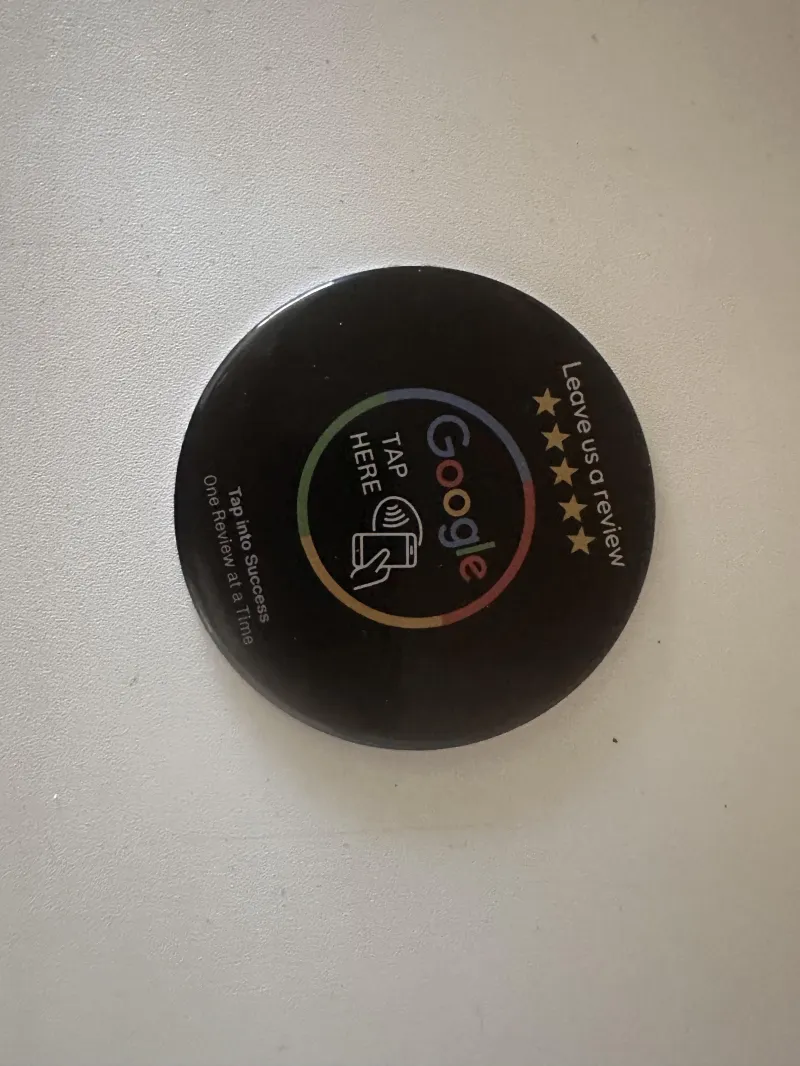 Leave us a review
Google
TAP
HERE
Tap into Success
One Review at a Time